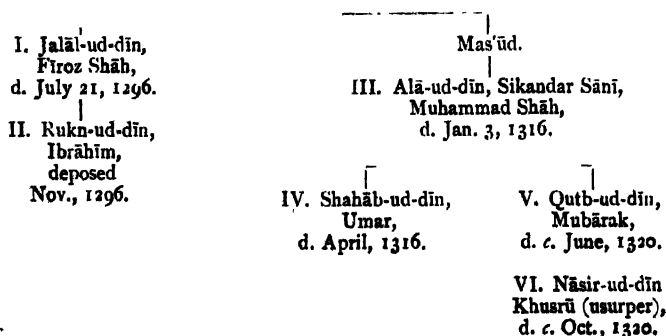 I. Jalāl-ud-dīn,
Fīroz Shāh,
d. July 21, 1296.
II. Rukn-ud-dīn,
Ibrāhīm,
deposed
Nov., 1296.
Mas'ūd.
III. Alā-ud-dīn, Sikandar Sānī,
Muhammad Shāh,
d. Jan. 3, 1316.
IV. Shahāb-ud-dīn,
Umar,
d. April, 1316.
V. Qutb-ud-dīn,
Mubārak,
d. c. June, 1320.
VI. Nāsir-ud-dīn
Khusrū (usurper),
d. c. Oct., 1320.